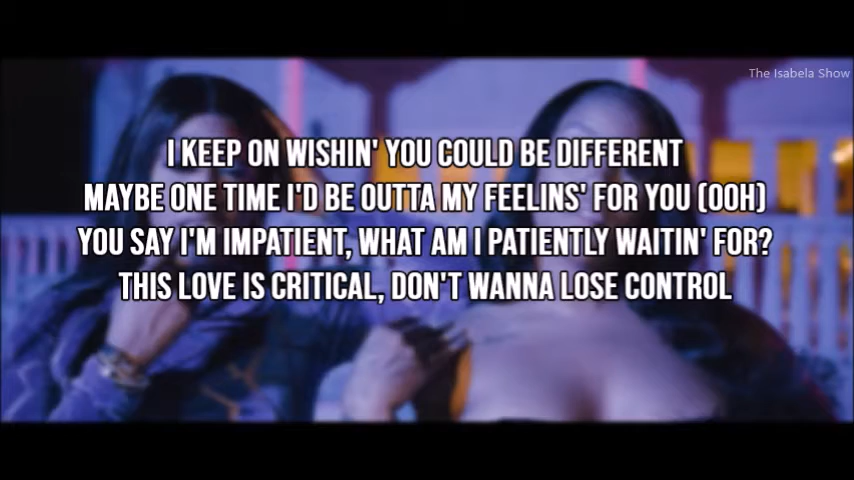 The Isabela Show
I KEEP ON WISHIN' YOU COULD BE DIFFERENT
MAYBE ONE TIME I'D BE OUTTA MY FEELINS' FOR YOU (OOH)
YOU SAY I'M IMPATIENT, WHAT AM I PATIENTLY WAITIN' FOR?
THIS LOVE IS CRITICAL, DON'T WANNA LOSE CONTROL